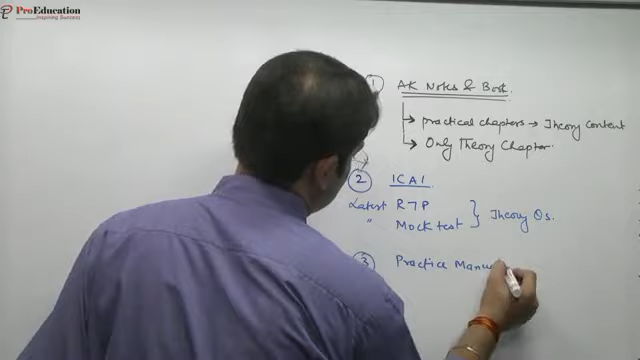 ProEducation
Inspiring Success
1 AK Notes & Book.
practical chapters → Theory Content
Only Theory Chapter.
2 ICAI
Latest RTP
" Mock test } Theory Qs.
3 Practice Manu